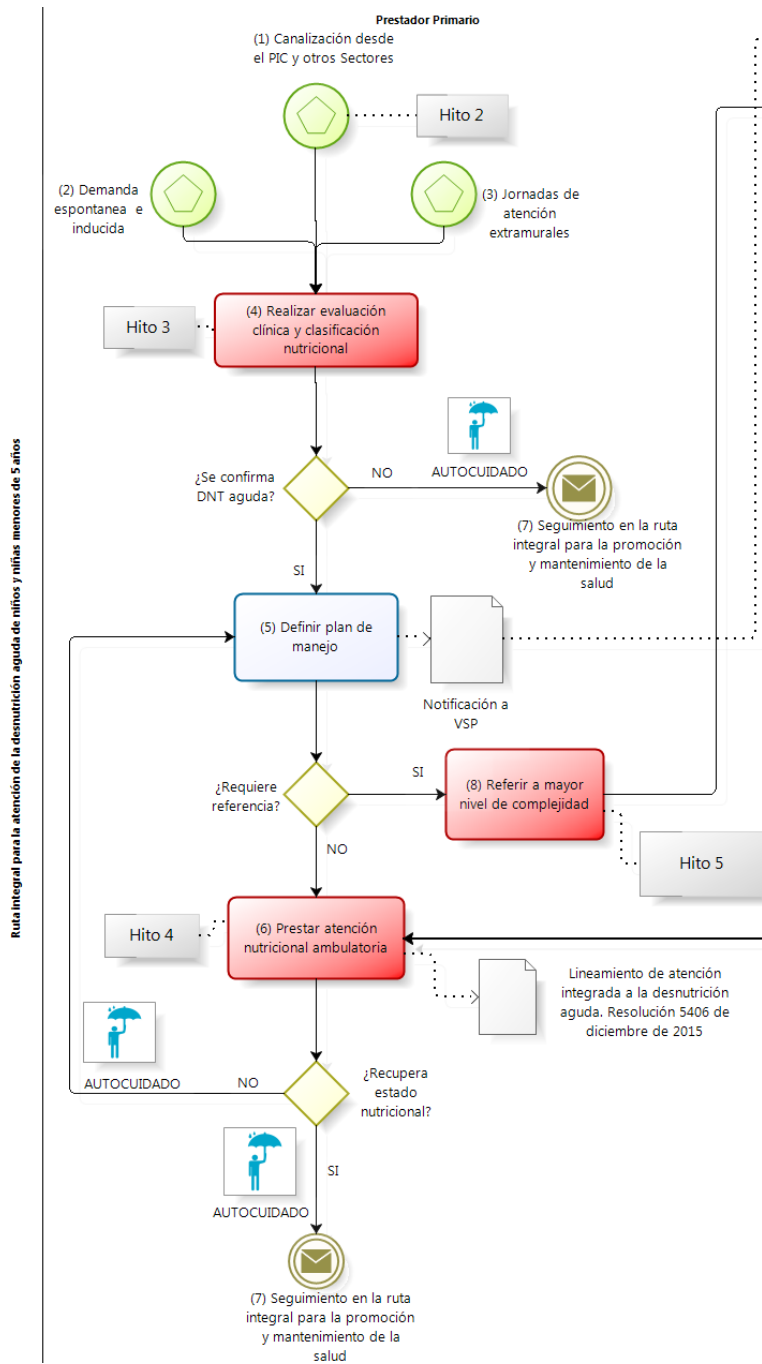 Prestador Primario
(1) Canalización desde
el PIC y otros Sectores
Hito 2
(2) Demanda
espontanea e
inducida
(3) Jornadas de
atención
extramurales
Hito 3
(4) Realizar evaluación
clínica y clasificación
nutricional
Ruta integral para la atención de la desnutrición aguda de niños y niñas menores de 5 años
¿Se confirma
DNT aguda?
NO
AUTOCUIDADO
(7) Seguimiento en la ruta
integral para la promoción
y mantenimiento de la
salud
SI
(5) Definir plan de
manejo
Notificación a
VSP
¿Requiere
referencia?
SI
(8) Referir a mayor
nivel de complejidad
NO
Hito 5
Hito 4
(6) Prestar atención
nutricional ambulatoria
Lineamiento de atención
integrada a la desnutrición
aguda. Resolución 5406 de
diciembre de 2015
AUTOCUIDADO
NO
¿Recupera
estado
nutricional?
SI
AUTOCUIDADO
(7) Seguimiento en la ruta
integral para la promoción
y mantenimiento de la
salud